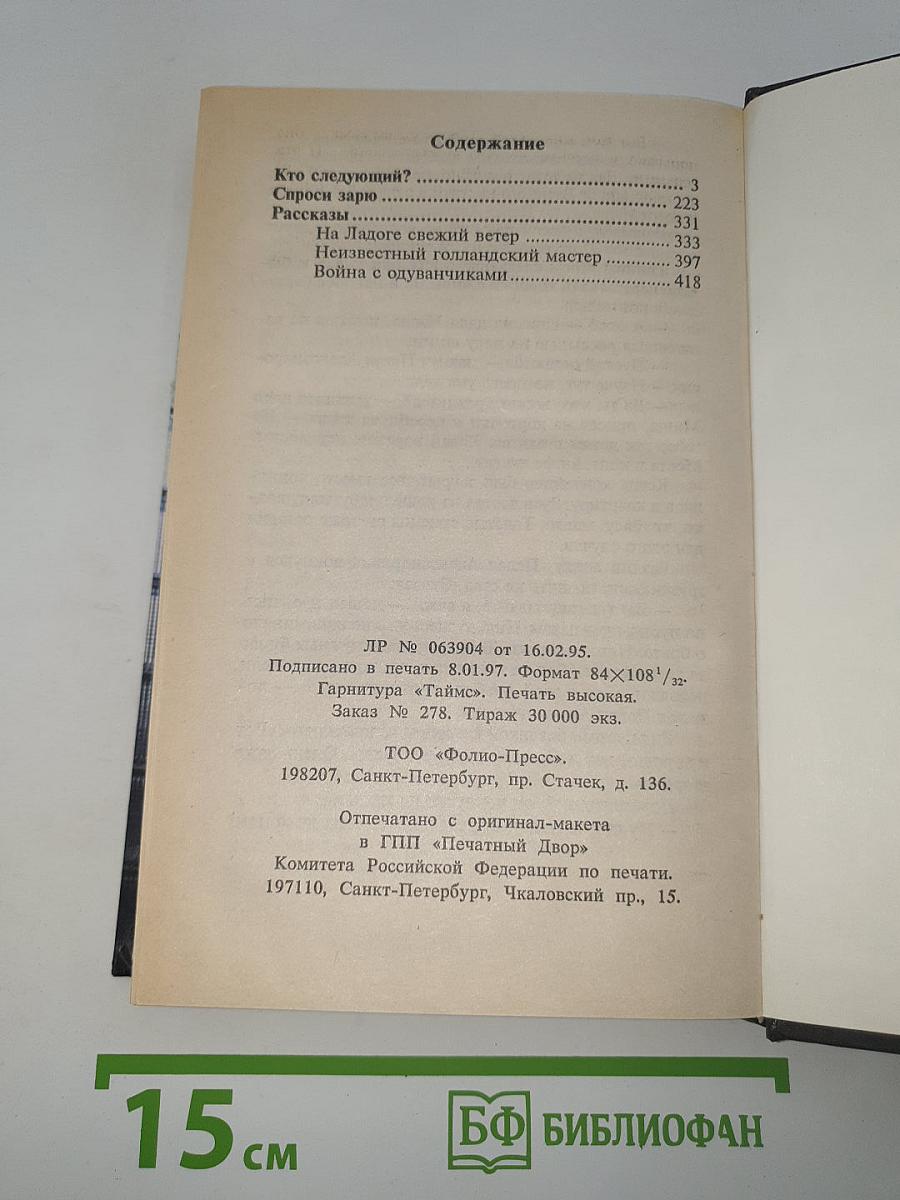 Содержание
Кто следующий? ........................................ 3
Спроси зарю ........................................ 223
Рассказы ........................................ 331
На Ладоге свежий ветер ........................ 333
Неизвестный голландский мастер ............. 397
Война с одуванчиками ........................... 418
ЛР № 063904 от 16.02.95.
Подписано в печать 8.01.97. Формат 84×108¹/₃₂.
Гарнитура «Таймс». Печать высокая.
Заказ № 278. Тираж 30 000 экз.
ТОО «Фолио-Пресс».
198207, Санкт-Петербург, пр. Стачек, д. 136.
Отпечатано с оригинал-макета
в ГПП «Печатный Двор»
Комитета Российской Федерации по печати.
197110, Санкт-Петербург, Чкаловский пр., 15.
15 см
БФ БИБЛИОФАН